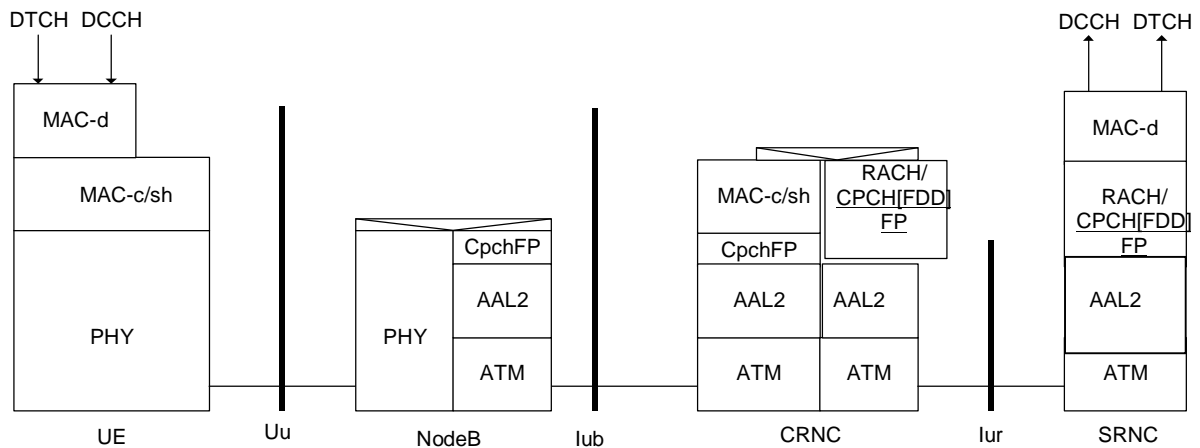 DTCH DCCH
DCCH DTCH
MAC-d
MAC-d
MAC-c/sh
MAC-c/sh
RACH/
CPCH[FDD]
FP
RACH/
CPCH[FDD]
FP
CpchFP
CpchFP
PHY
PHY
AAL2
AAL2
AAL2
AAL2
ATM
ATM
ATM
ATM
UE
Uu
NodeB
Iub
CRNC
Iur
SRNC